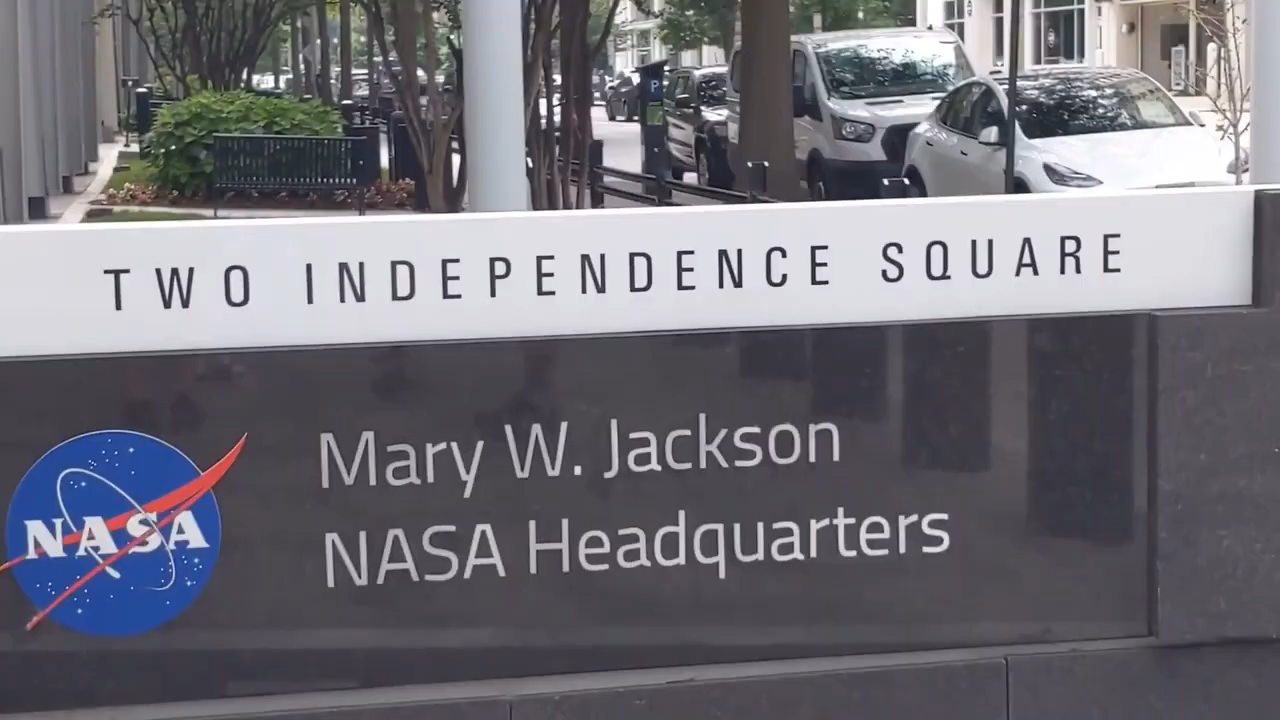 P
TWO INDEPENDENCE SQUARE
Mary W. Jackson
NASA Headquarters
NASA